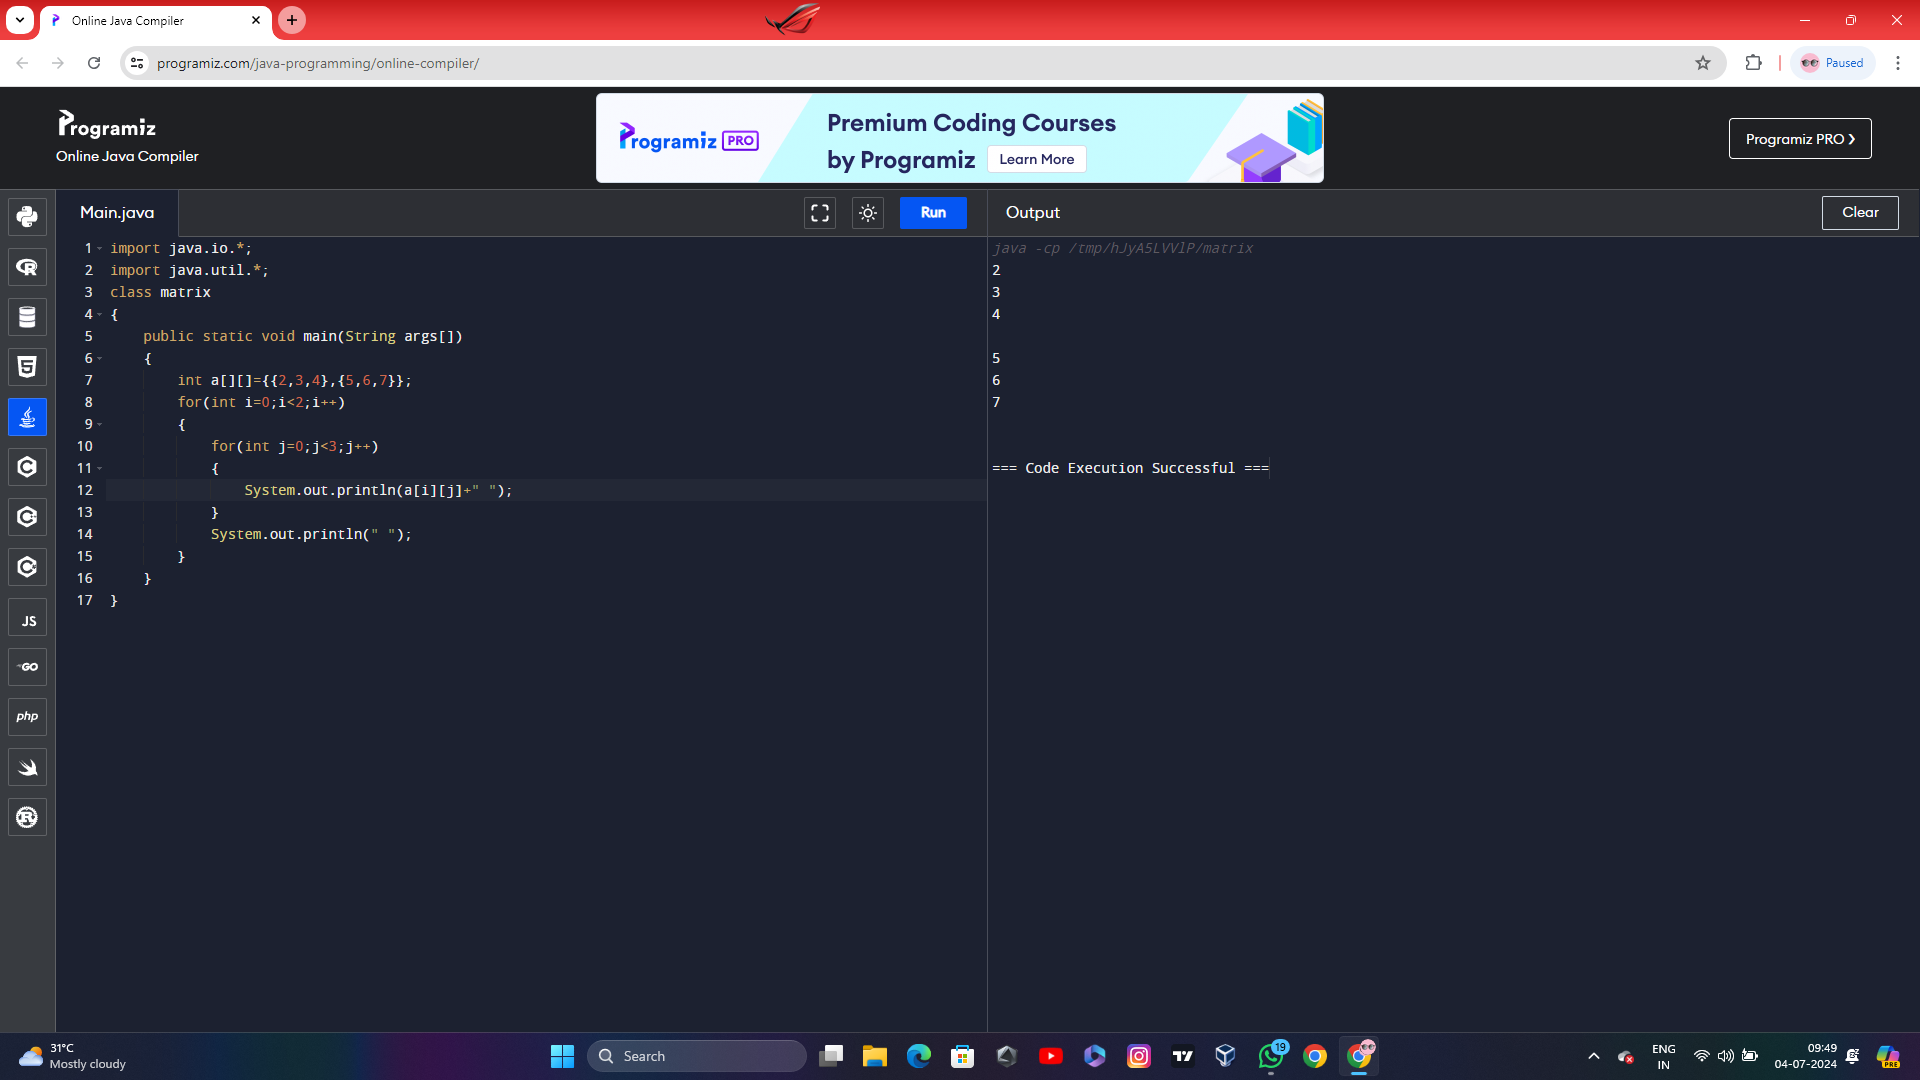 Online Java Compiler
programiz.com/java-programming/online-compiler/
Paused
Programiz
Online Java Compiler
Programiz PRO
Premium Coding Courses
by Programiz Learn More
Programiz PRO ❯
Main.java
Run
Output
Clear
1 import java.io.*;
2 import java.util.*;
3 class matrix
4 {
5 public static void main(String args[])
6 {
7 int a[][]={{2,3,4},{5,6,7}};
8 for(int i=0;i<2;i++)
9 {
10 for(int j=0;j<3;j++)
11 {
12 System.out.println(a[i][j]+" ");
13 }
14 System.out.println(" ");
15 }
16 }
17 }
java -cp /tmp/hJyA5LVVlP/matrix
2
3
4
5
6
7
=== Code Execution Successful ===
JS
GO
php
31°C
Mostly cloudy
Search
19
ENG
IN
09:49
04-07-2024
PRE